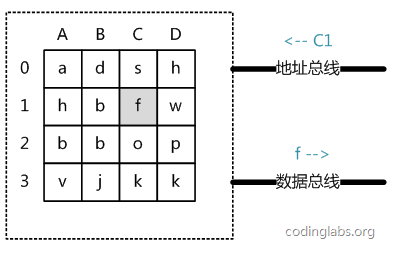 A B C D
0 a d s h
1 h b f w
2 b b o p
3 v j k k
<-- C1
地址总线
f -->
数据总线
codinglabs.org